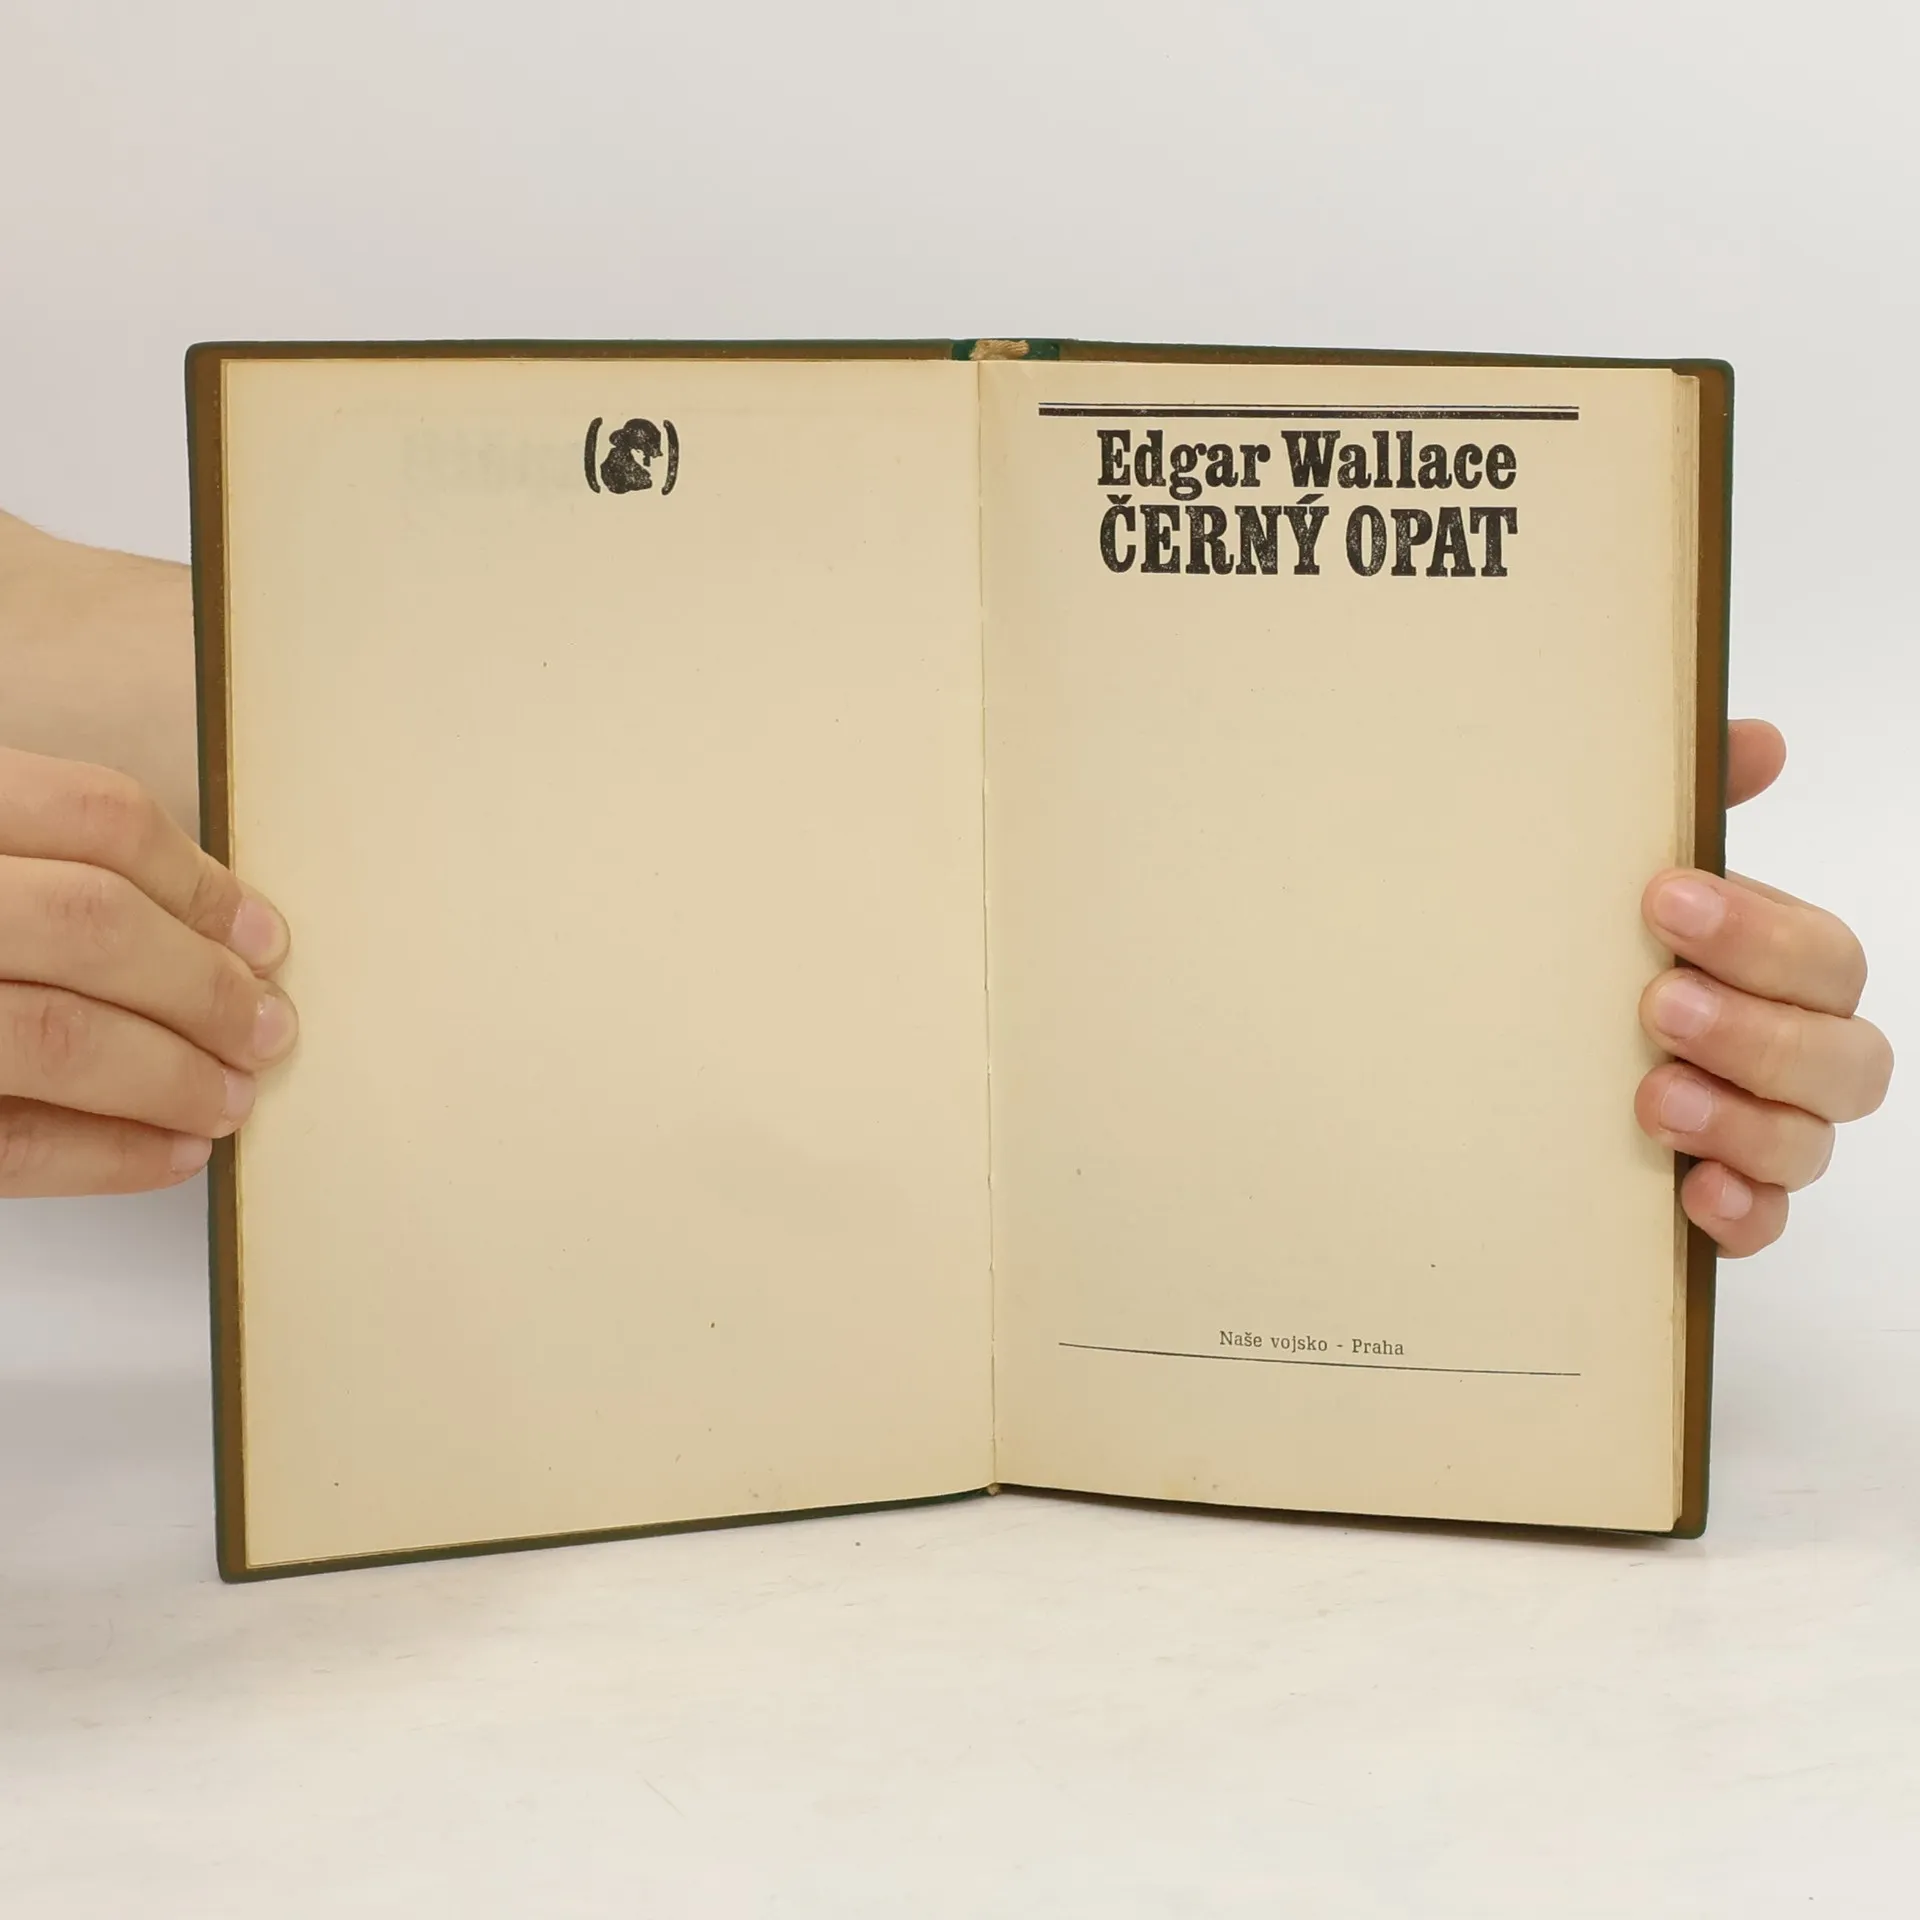 Edgar Wallace
ČERNÝ OPAT
Naše vojsko - Praha